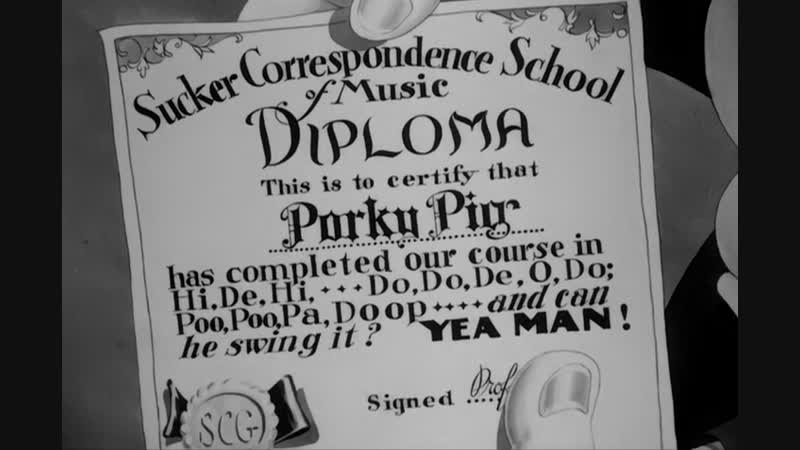 Sucker Correspondence School
of Music
DIPLOMA
This is to certify that
Porky Pig
has completed our course in
Hi, De, Hi, ··· Do, Do, De, O, Do;
Poo, Poo, Pa, Doop ···· and can
he swing it? YEA MAN!
Signed Prof
SCG